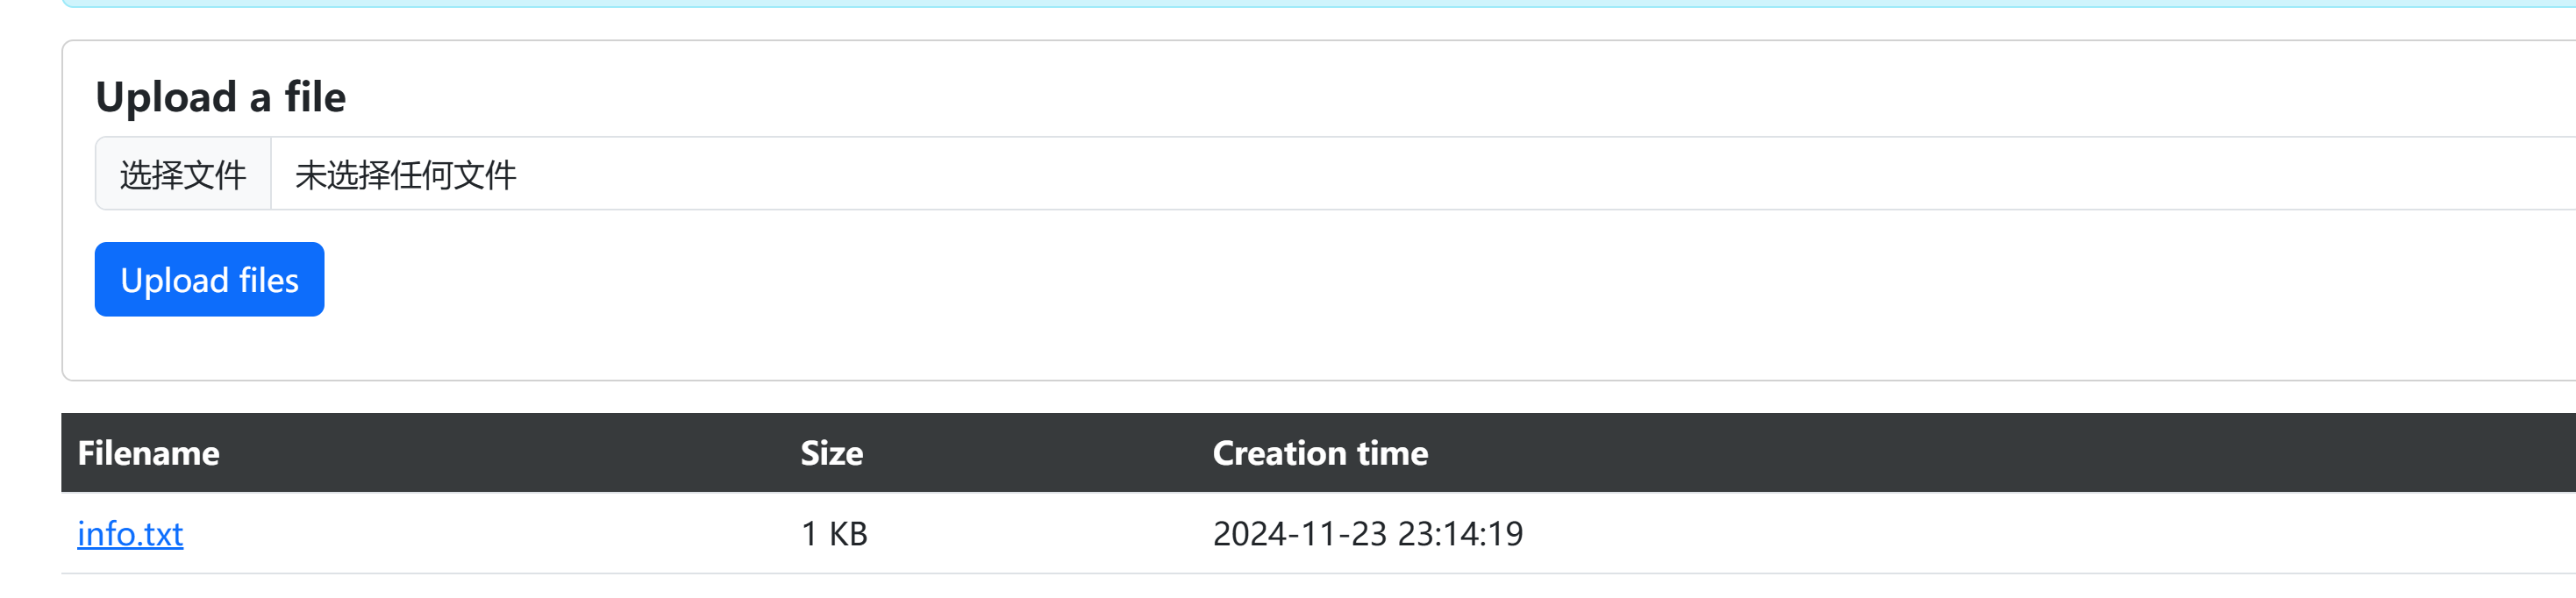 Upload a file
选择文件 未选择任何文件
Upload files
Filename Size Creation time
info.txt 1 KB 2024-11-23 23:14:19